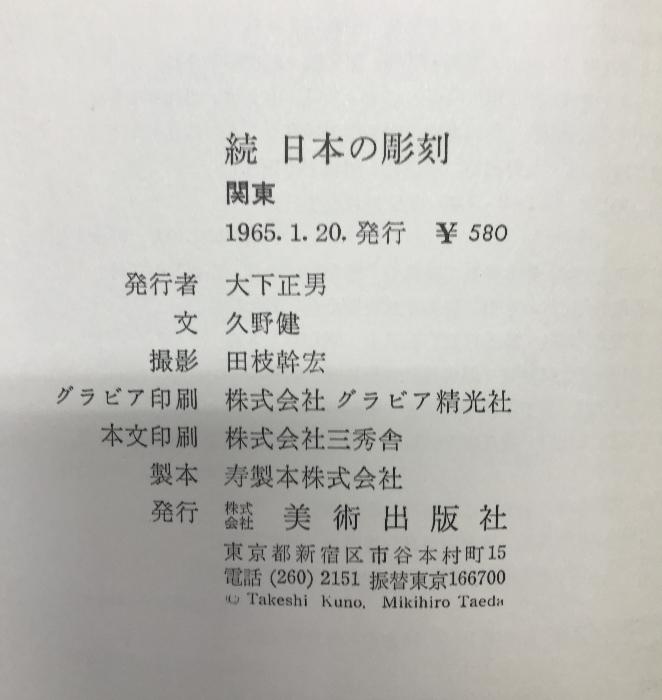 続 日本の彫刻
関東
1965. 1. 20. 発行 ¥ 580
発行者 大下正男
文 久野健
撮影 田枝幹宏
グラビア印刷 株式会社 グラビア精光社
本文印刷 株式会社三秀舎
製本 寿製本株式会社
発行 株式会社 美術出版社
東京都新宿区市谷本村町15
電話 (260) 2151 振替東京166700
© Takeshi Kuno, Mikihiro Taeda